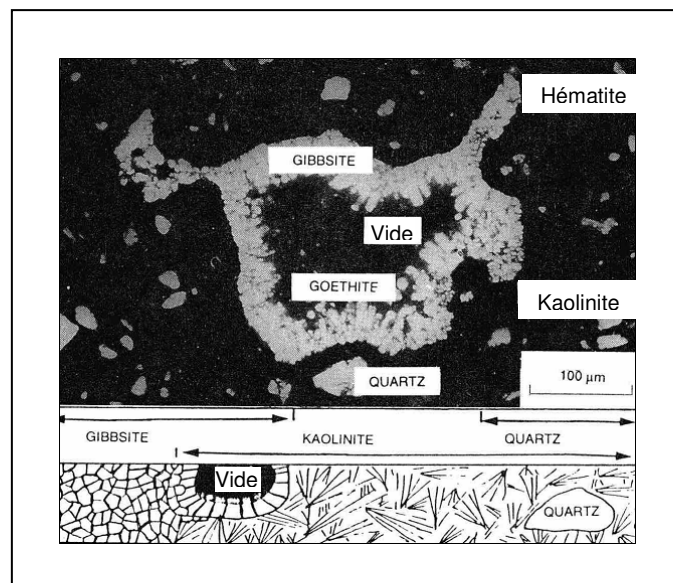 Hématite
GIBBSITE
Vide
GOETHITE
Kaolinite
QUARTZ
100 µm
GIBBSITE
KAOLINITE
QUARTZ
Vide
QUARTZ